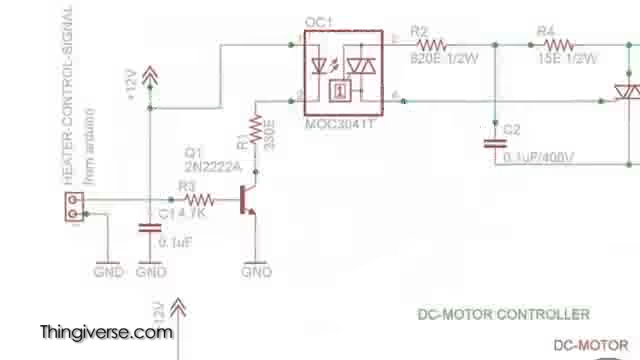 HEATER-CONTROL-SIGNAL
from arduino
+12V
OC1
MOC3041T
R2
820E 1/2W
R4
15E 1/2W
C2
0.1uF/400V
R1
330E
Q1
2N2222A
R3
4.7K
C1
0.1uF
GND
GND
GND
12V
Thingiverse.com
DC-MOTOR CONTROLLER
DC-MOTOR